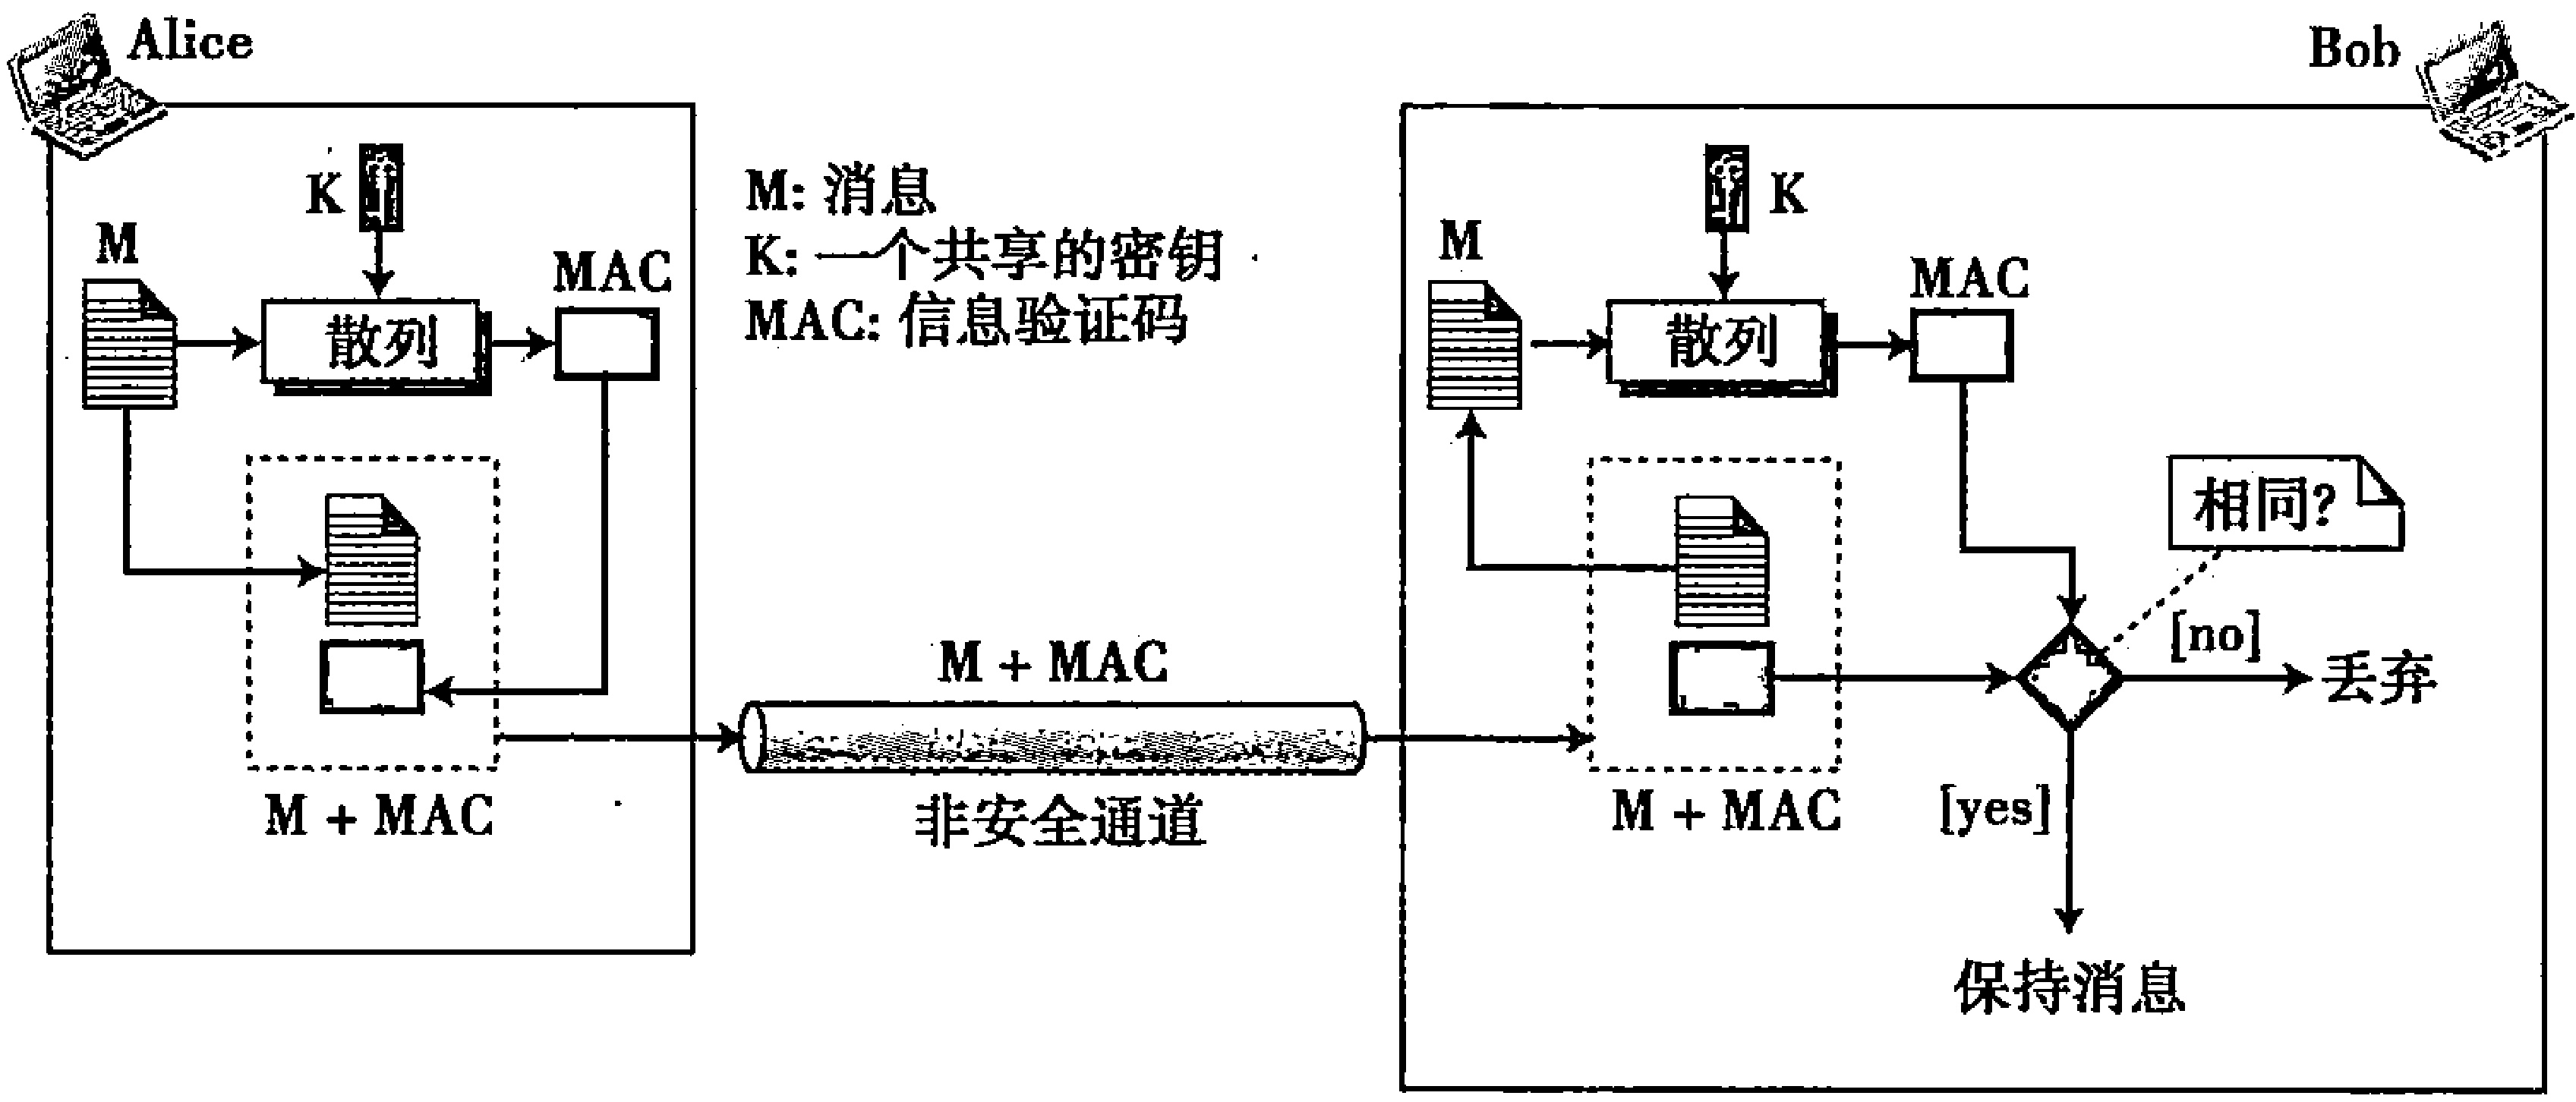 Alice
Bob
K
M
MAC
散列
M + MAC
M: 消息
K: 一个共享的密钥
MAC: 信息验证码
M + MAC
非安全通道
K
M
MAC
散列
相同?
[no]
丢弃
M + MAC
[yes]
保持消息